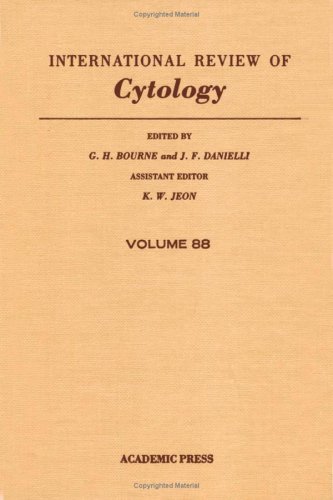 INTERNATIONAL REVIEW OF
Cytology
EDITED BY
G. H. BOURNE and J. F. DANIELLI
ASSISTANT EDITOR
K. W. JEON
VOLUME 88
ACADEMIC PRESS